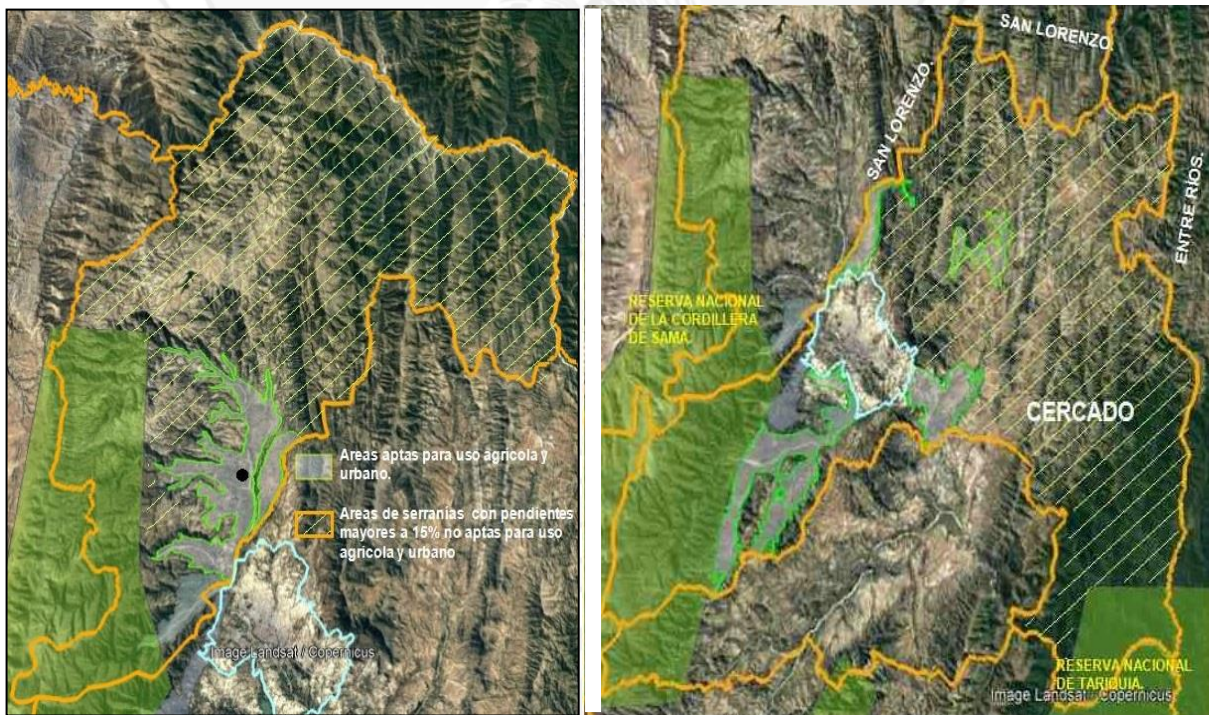 Areas aptas para uso agrícola y
urbano.
Areas de serranías con pendientes
mayores a 15% no aptas para uso
agrícola y urbano
Image Landsat / Copernicus
SAN LORENZO.
SAN LORENZO.
ENTRE RÍOS.
RESERVA NACIONAL
DE LA CORDILLERA
DE SAMA.
CERCADO
RESERVA NACIONAL
DE TARIQUIA.
Image Landsat / Copernicus